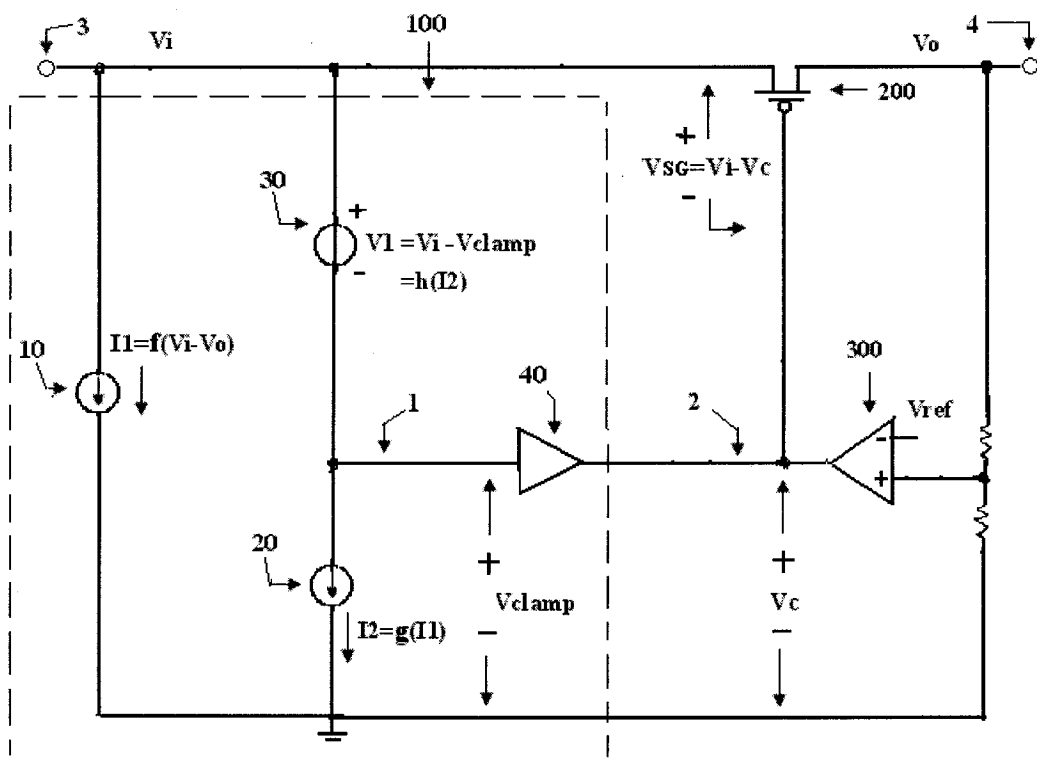 3
Vi
100
Vo
4
200
+
VSG=Vi-Vc
-
30
+
V1 =Vi -Vclamp
-
=h(I2)
10
I1=f(Vi-Vo)
40
300
1
2
Vref
-
+
20
+
Vclamp
-
+
Vc
-
I2=g(I1)